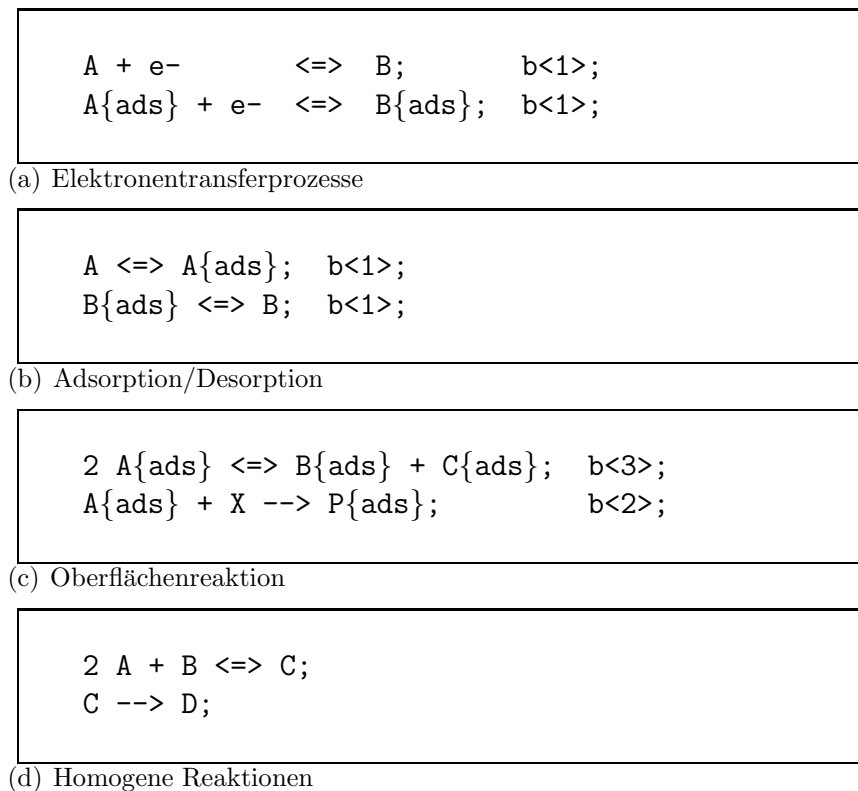 A + e- <=> B; b<1>;
A{ads} + e- <=> B{ads}; b<1>;
(a) Elektronentransferprozesse
A <=> A{ads}; b<1>;
B{ads} <=> B; b<1>;
(b) Adsorption/Desorption
2 A{ads} <=> B{ads} + C{ads}; b<3>;
A{ads} + X --> P{ads}; b<2>;
(c) Oberflächenreaktion
2 A + B <=> C;
C --> D;
(d) Homogene Reaktionen